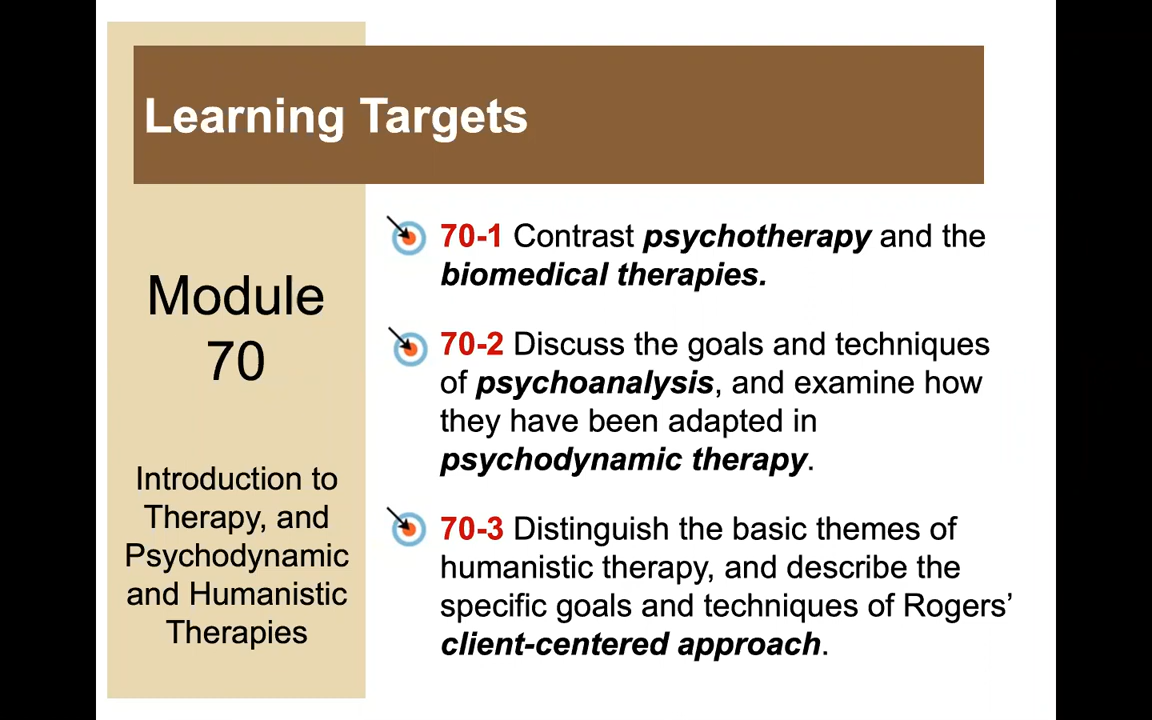 Learning Targets
Module
70
Introduction to
Therapy, and
Psychodynamic
and Humanistic
Therapies
70-1 Contrast psychotherapy and the
biomedical therapies.
70-2 Discuss the goals and techniques
of psychoanalysis, and examine how
they have been adapted in
psychodynamic therapy.
70-3 Distinguish the basic themes of
humanistic therapy, and describe the
specific goals and techniques of Rogers’
client-centered approach.